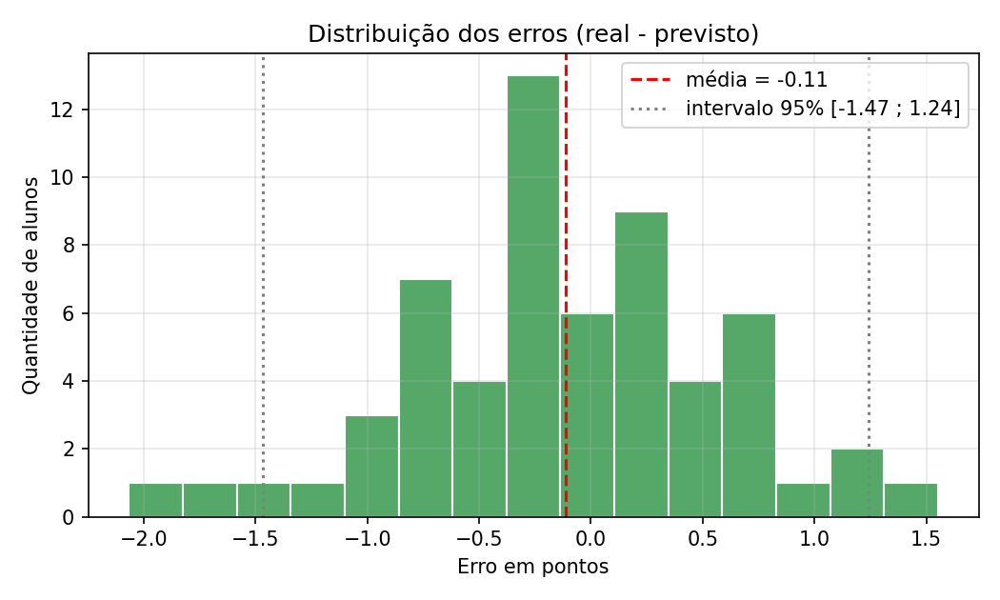 Distribuição dos erros (real - previsto)
média = -0.11
intervalo 95% [-1.47 ; 1.24]
Quantidade de alunos
12
10
8
6
4
2
0
−2.0 −1.5 −1.0 −0.5 0.0 0.5 1.0 1.5
Erro em pontos